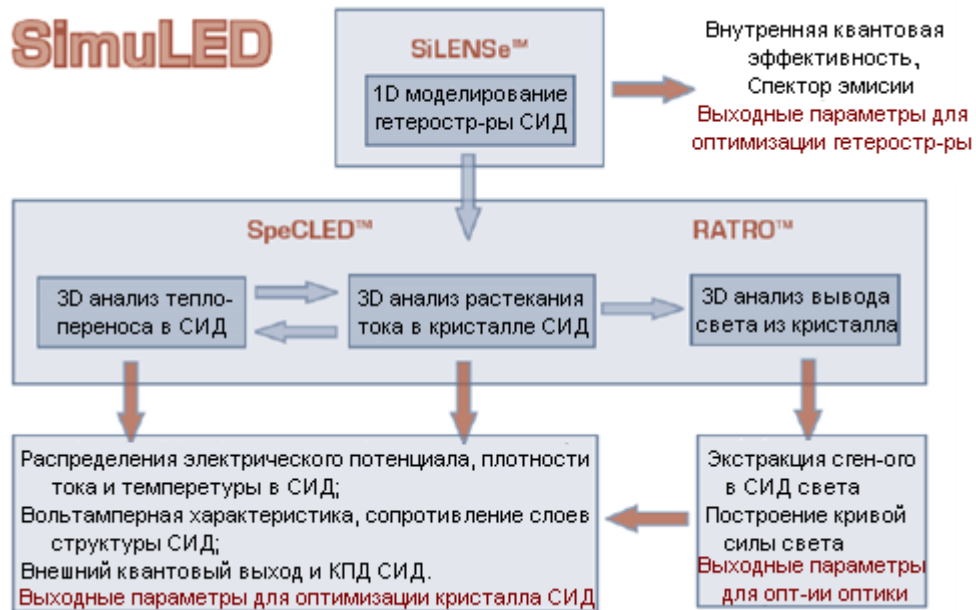 SimuLED
SiLENSe™
1D моделирование
гетеростр-ры СИД
Внутренняя квантовая
эффективность,
Спектор эмисии
Выходные параметры для
оптимизации гетеростр-ры
SpeCLED™
RATRO™
3D анализ тепло-
переноса в СИД
3D анализ растекания
тока в кристалле СИД
3D анализ вывода
света из кристалла
Распределения электрического потенциала, плотности
тока и темперетуры в СИД;
Вольтамперная характеристика, сопротивление слоев
структуры СИД;
Внешний квантовый выход и КПД СИД.
Выходные параметры для оптимизации кристалла СИД
Экстракция сген-ого
в СИД света
Построение кривой
силы света
Выходные параметры
для опт-ии оптики